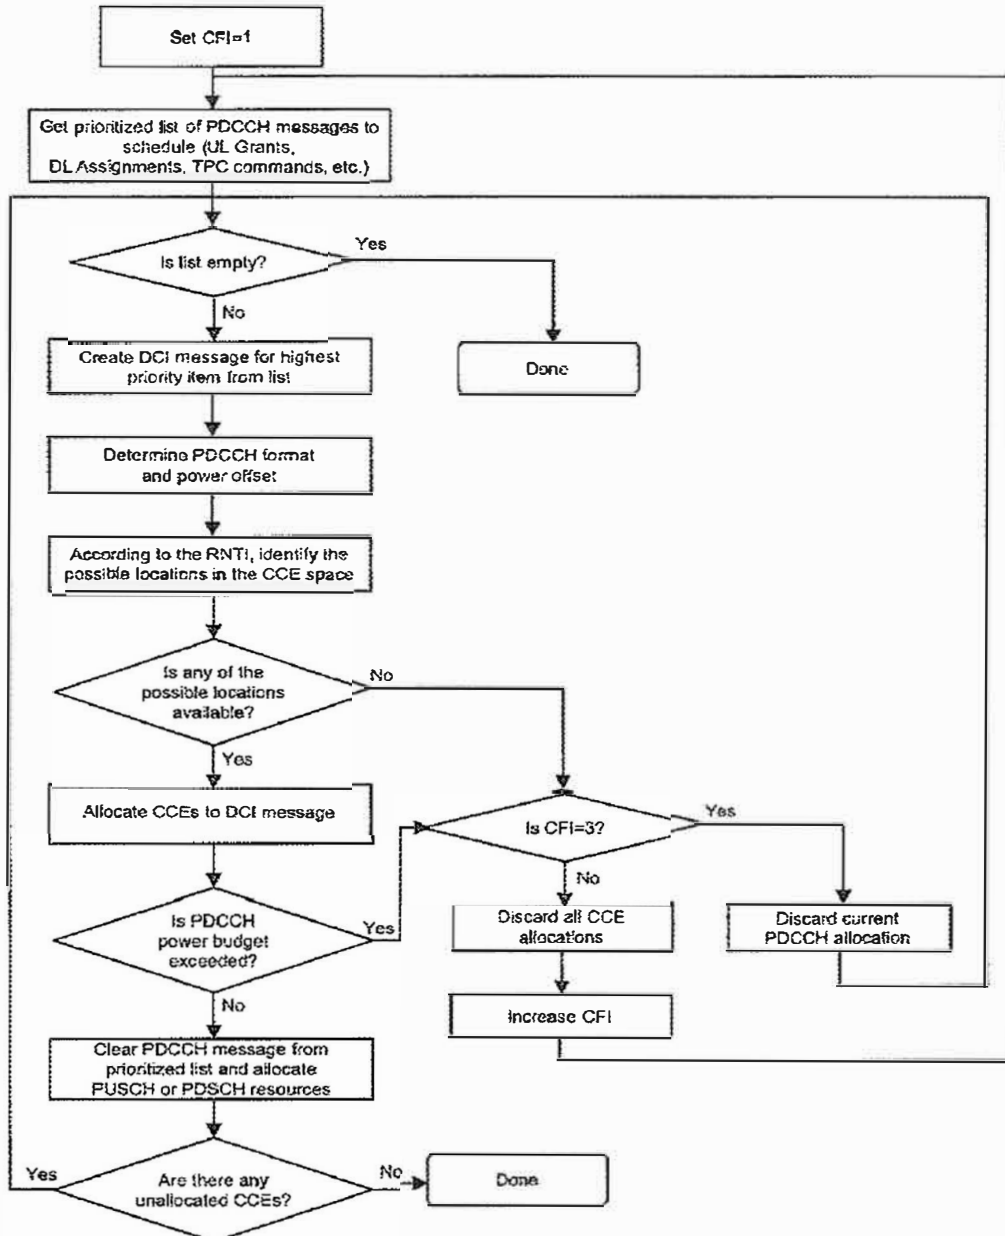 Set CFI=1
Get prioritized list of PDCCH messages to
schedule (UL Grants,
DL Assignments, TPC commands, etc.)
Is list empty?
Yes
No
Create DCI message for highest
priority item from list
Done
Determine PDCCH format
and power offset
According to the RNTI, identify the
possible locations in the CCE space
Is any of the
possible locations
available?
No
Yes
Allocate CCEs to DCI message
Is CFI=3?
Yes
No
Is PDCCH
power budget
exceeded?
Yes
No
Discard all CCE
allocations
Discard current
PDCCH allocation
Increase CFI
Clear PDCCH message from
prioritized list and allocate
PUSCH or PDSCH resources
Are there any
unallocated CCEs?
Yes
No
Done